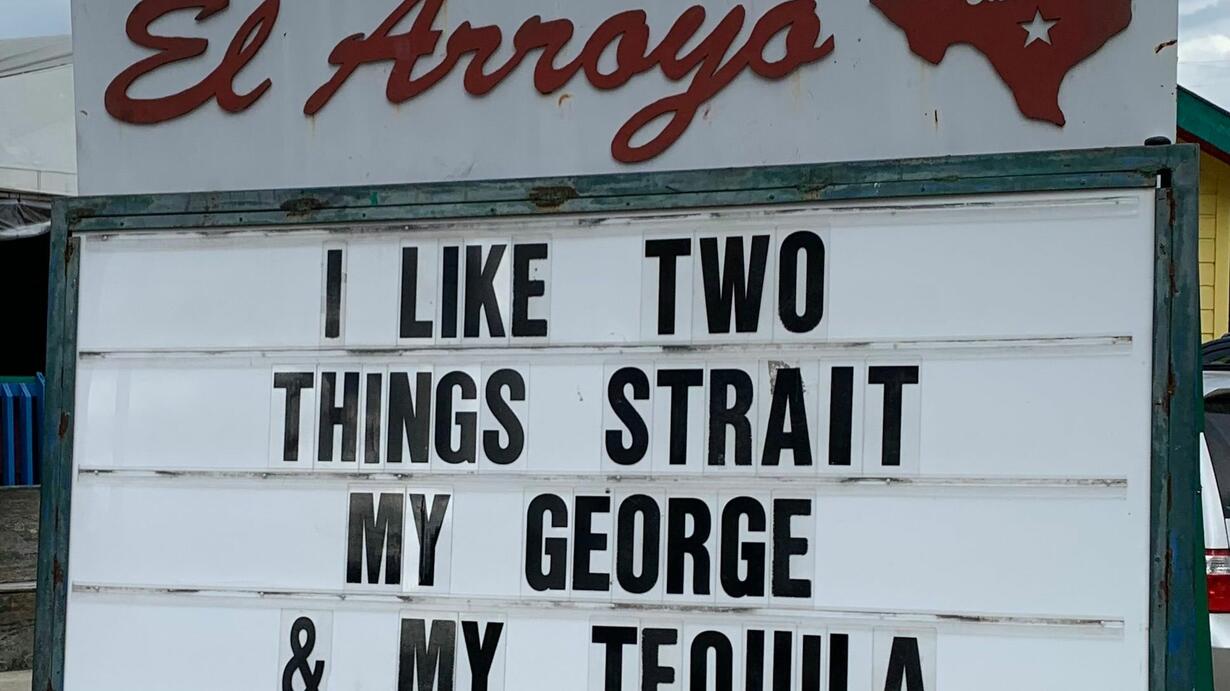 El Arroyo
I LIKE TWO
THINGS STRAIT
MY GEORGE
& MY TEQUILA